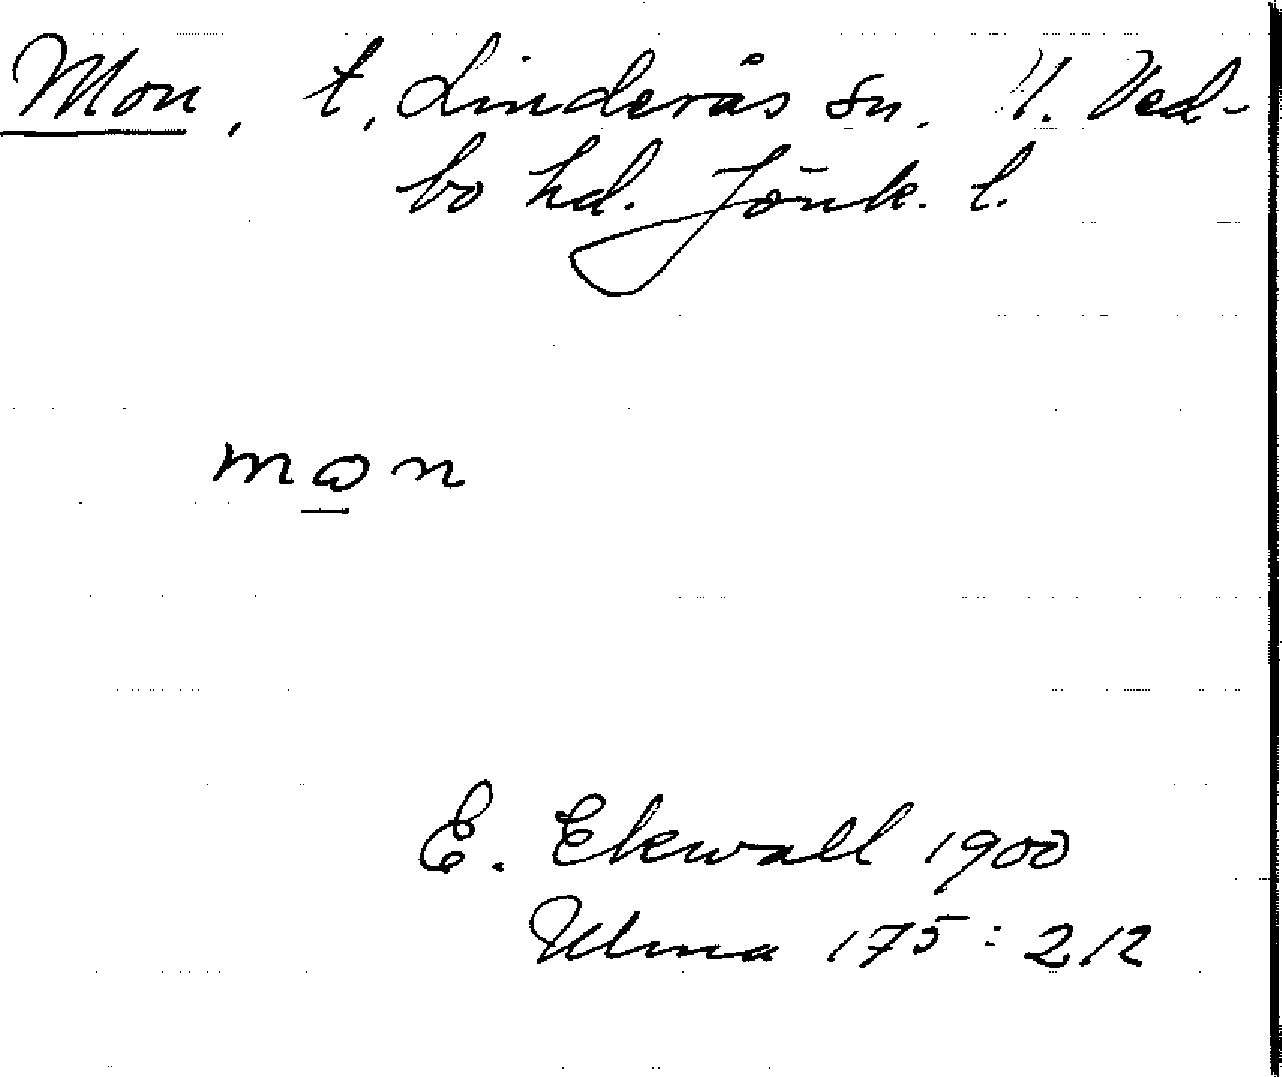 Mon, t, Linderås sn. N. Ved-
bo hd. Jönk. l.
mon
E. Ekwall 1900
Ulma 175:212